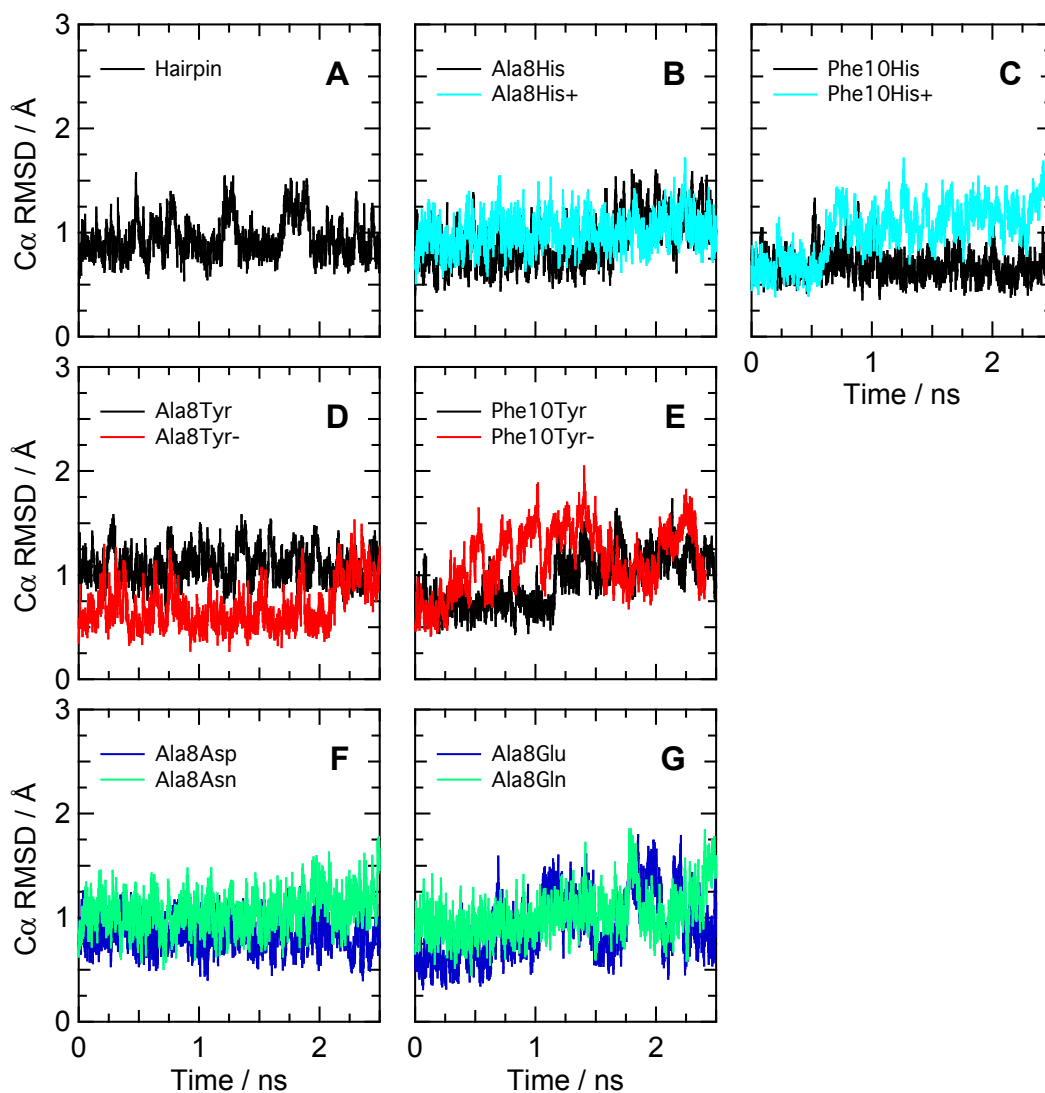 3
2
1
0
Cα RMSD / Å
Hairpin
A
Ala8His
Ala8His+
B
Phe10His
Phe10His+
C
0 1 2
Time / ns
3
2
1
0
Cα RMSD / Å
Ala8Tyr
Ala8Tyr-
D
Phe10Tyr
Phe10Tyr-
E
3
2
1
0
Cα RMSD / Å
Ala8Asp
Ala8Asn
F
Ala8Glu
Ala8Gln
G
0 1 2
Time / ns
0 1 2
Time / ns